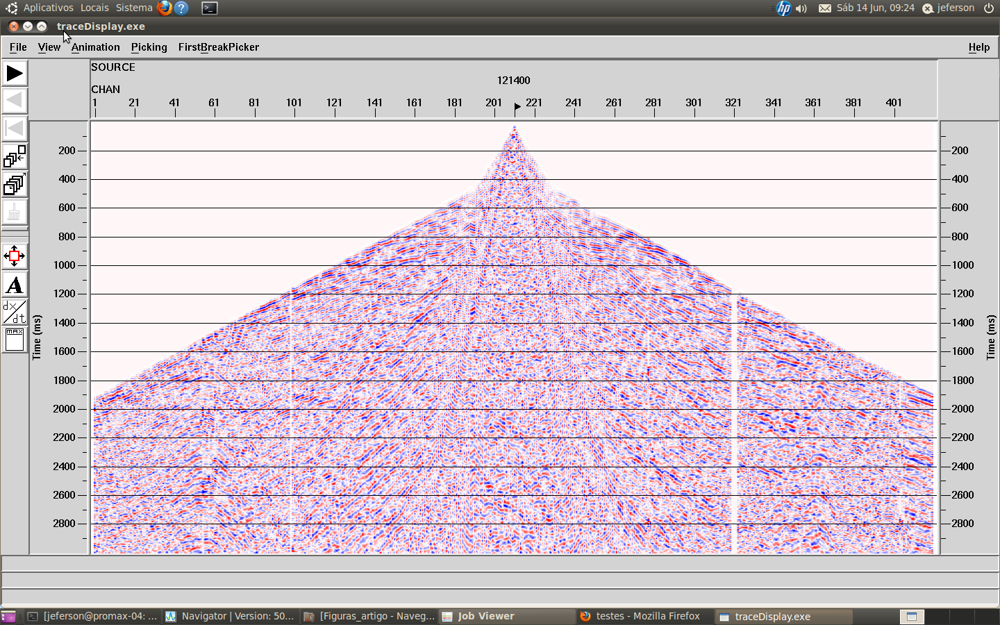 Aplicativos Locais Sistema ? hp Sáb 14 Jun, 09:24 jeferson
traceDisplay.exe
File View Animation Picking FirstBreakPicker Help
SOURCE
121400
CHAN
1 21 41 61 81 101 121 141 161 181 201 221 241 261 281 301 321 341 361 381 401
200 200
400 400
600 600
800 800
1000 1000
1200 1200
A
1400 1400
dx/dt
Time (ms) Time (ms)
MAX
1600 1600
1800 1800
2000 2000
2200 2200
2400 2400
2600 2600
2800 2800
[jeferson@promax-04: ... Navigator | Version: 50... [Figuras_artigo - Naveg... Job Viewer testes - Mozilla Firefox traceDisplay.exe